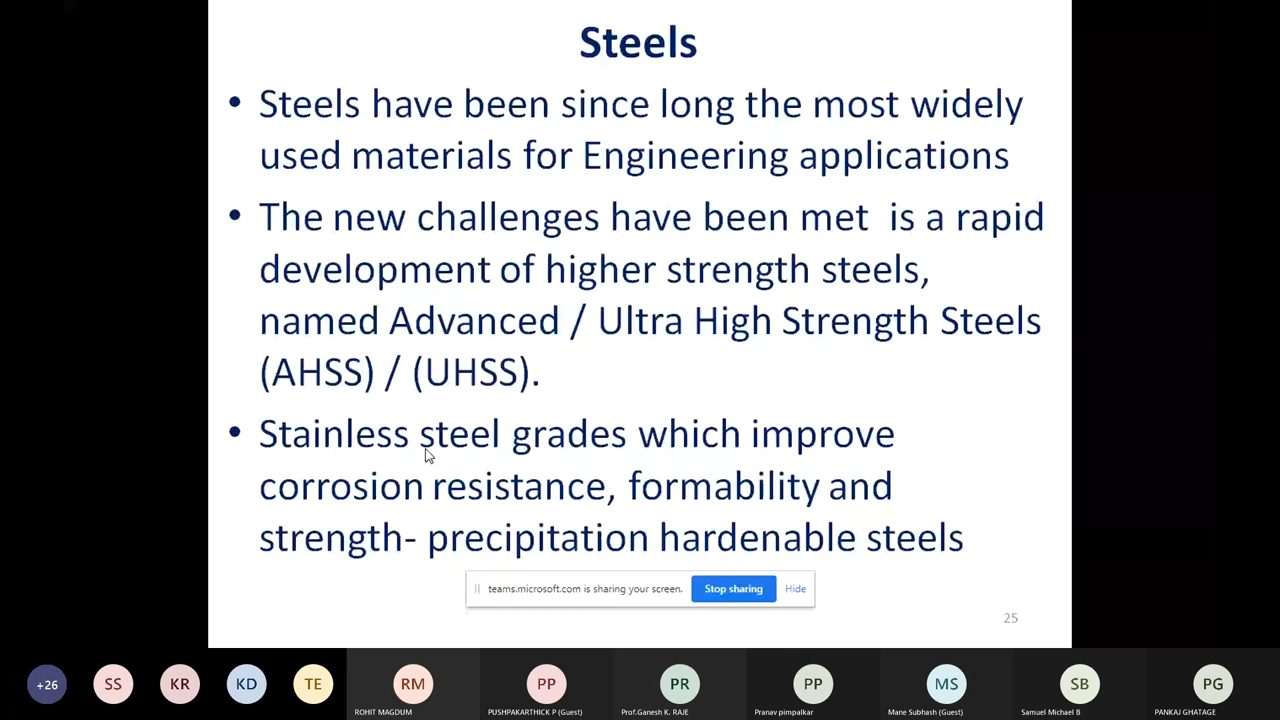 Steels
• Steels have been since long the most widely
used materials for Engineering applications
• The new challenges have been met  is a rapid
development of higher strength steels,
named Advanced / Ultra High Strength Steels
(AHSS) / (UHSS).
• Stainless steel grades which improve
corrosion resistance, formability and
strength- precipitation hardenable steels
teams.microsoft.com is sharing your screen. Stop sharing Hide
25
+26 SS KR KD TE RM PP PR PP MS SB PG
ROHIT MAGDUM PUSHPAKARTHICK P (Guest) Prof.Ganesh K. RAJE Pranav pimpalkar Mane Subhash (Guest) Samuel Michael B PANKAJ GHATAGE